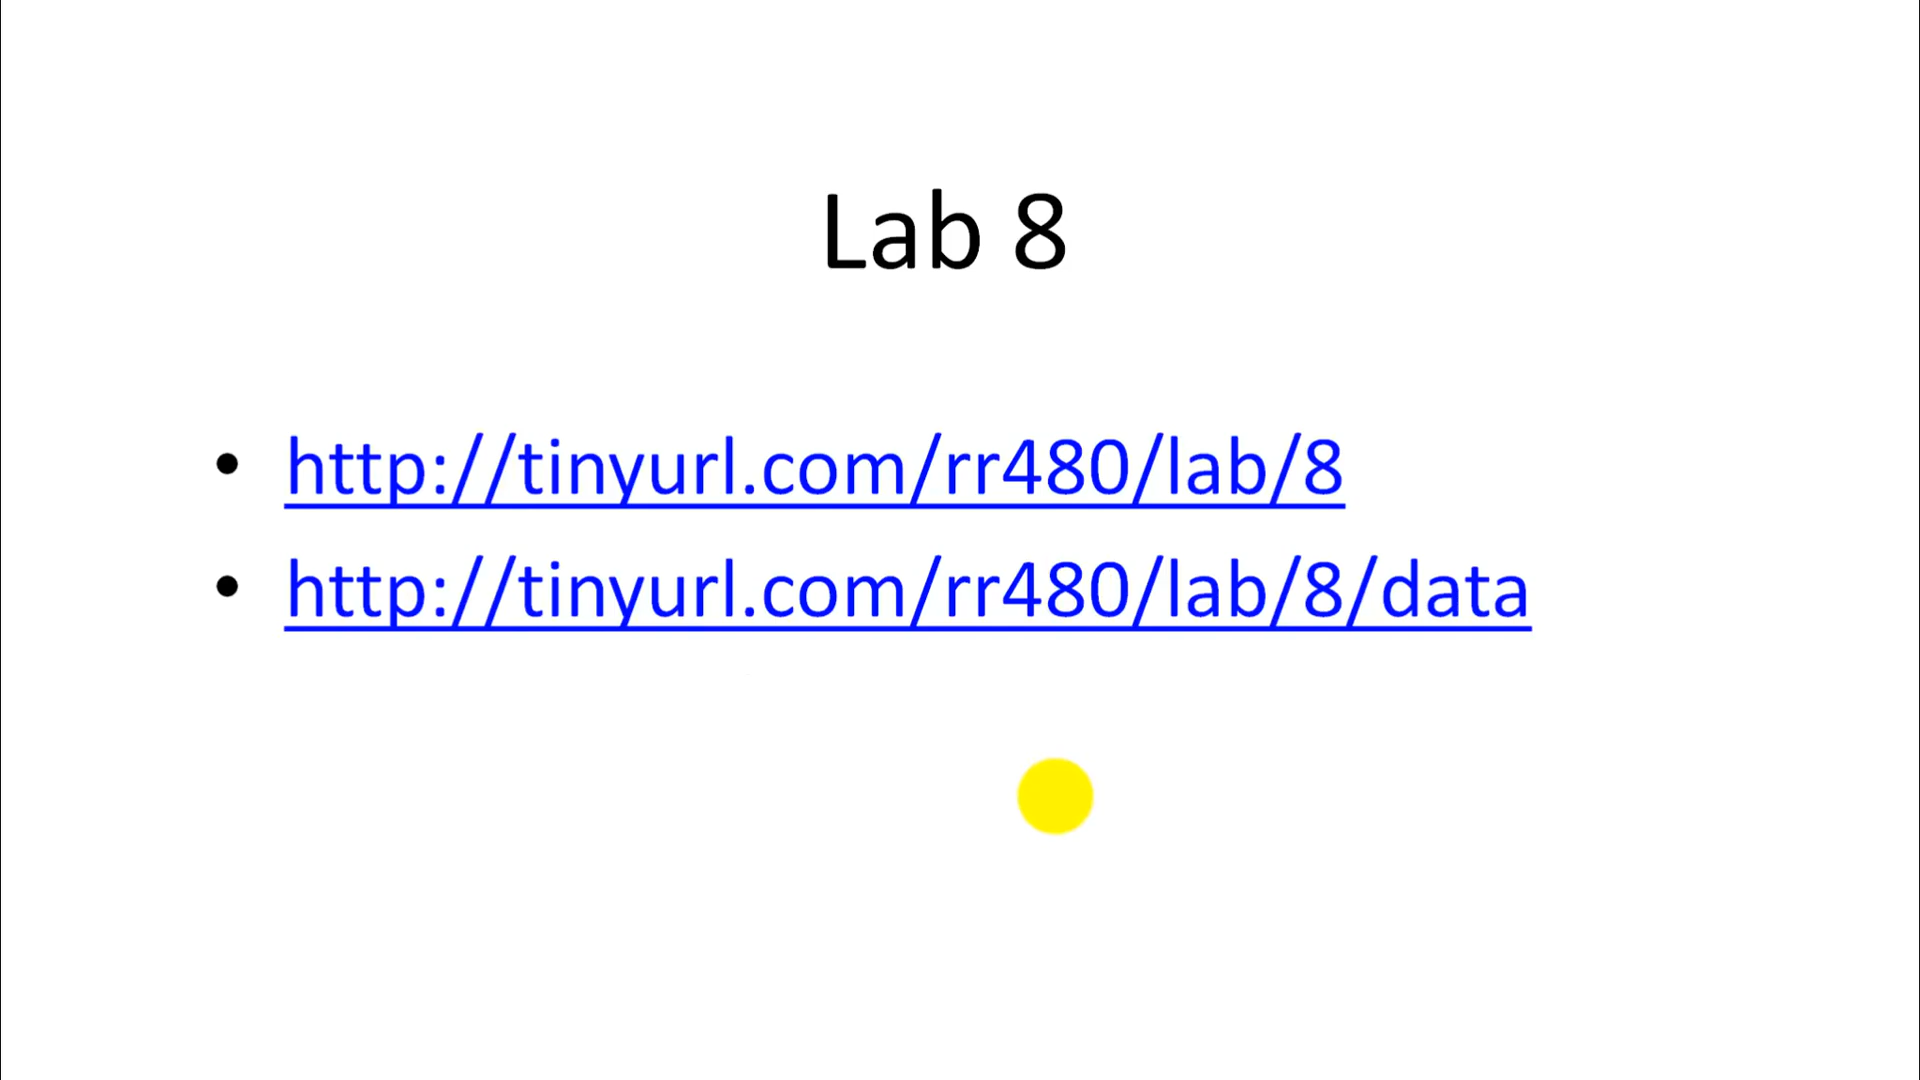 Lab 8
• http://tinyurl.com/rr480/lab/8
• http://tinyurl.com/rr480/lab/8/data